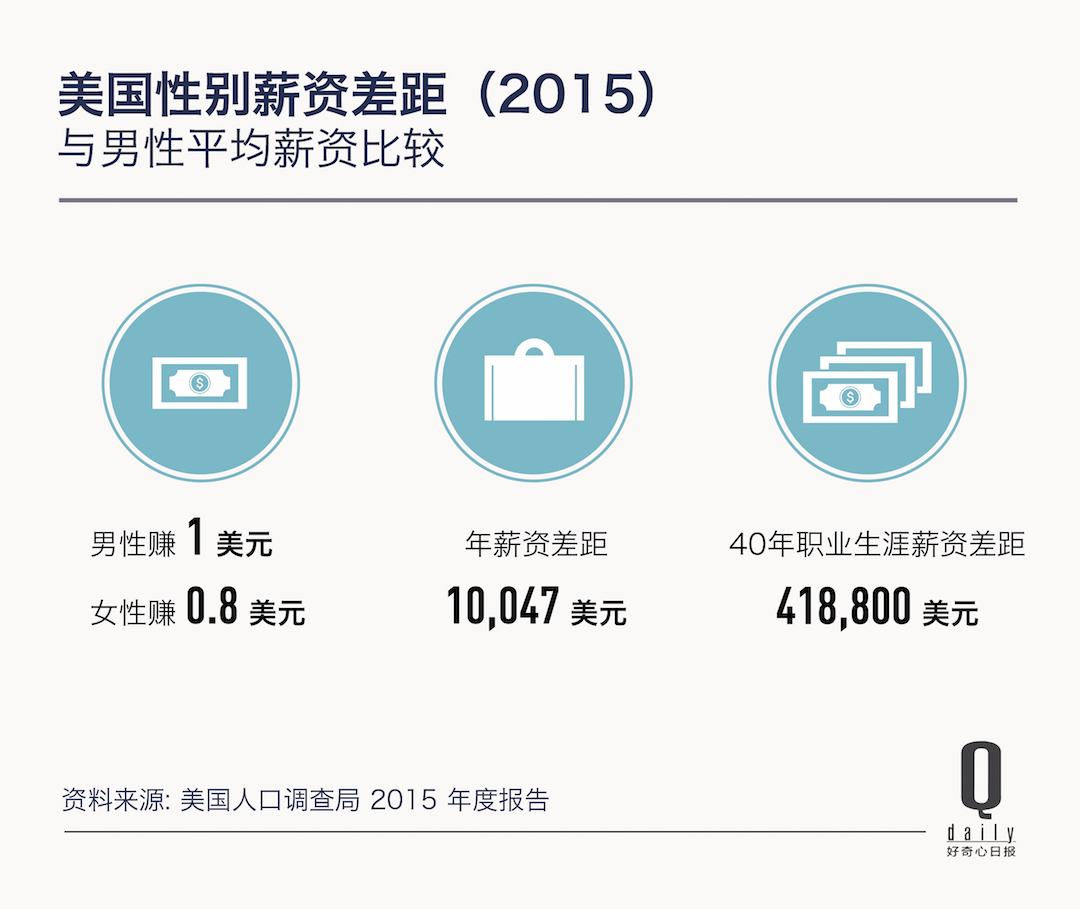 美国性别薪资差距（2015）
与男性平均薪资比较
$
$
男性赚 1 美元
女性赚 0.8 美元
年薪资差距
10,047 美元
40年职业生涯薪资差距
418,800 美元
资料来源: 美国人口调查局 2015 年度报告
Q
daily
好奇心日报